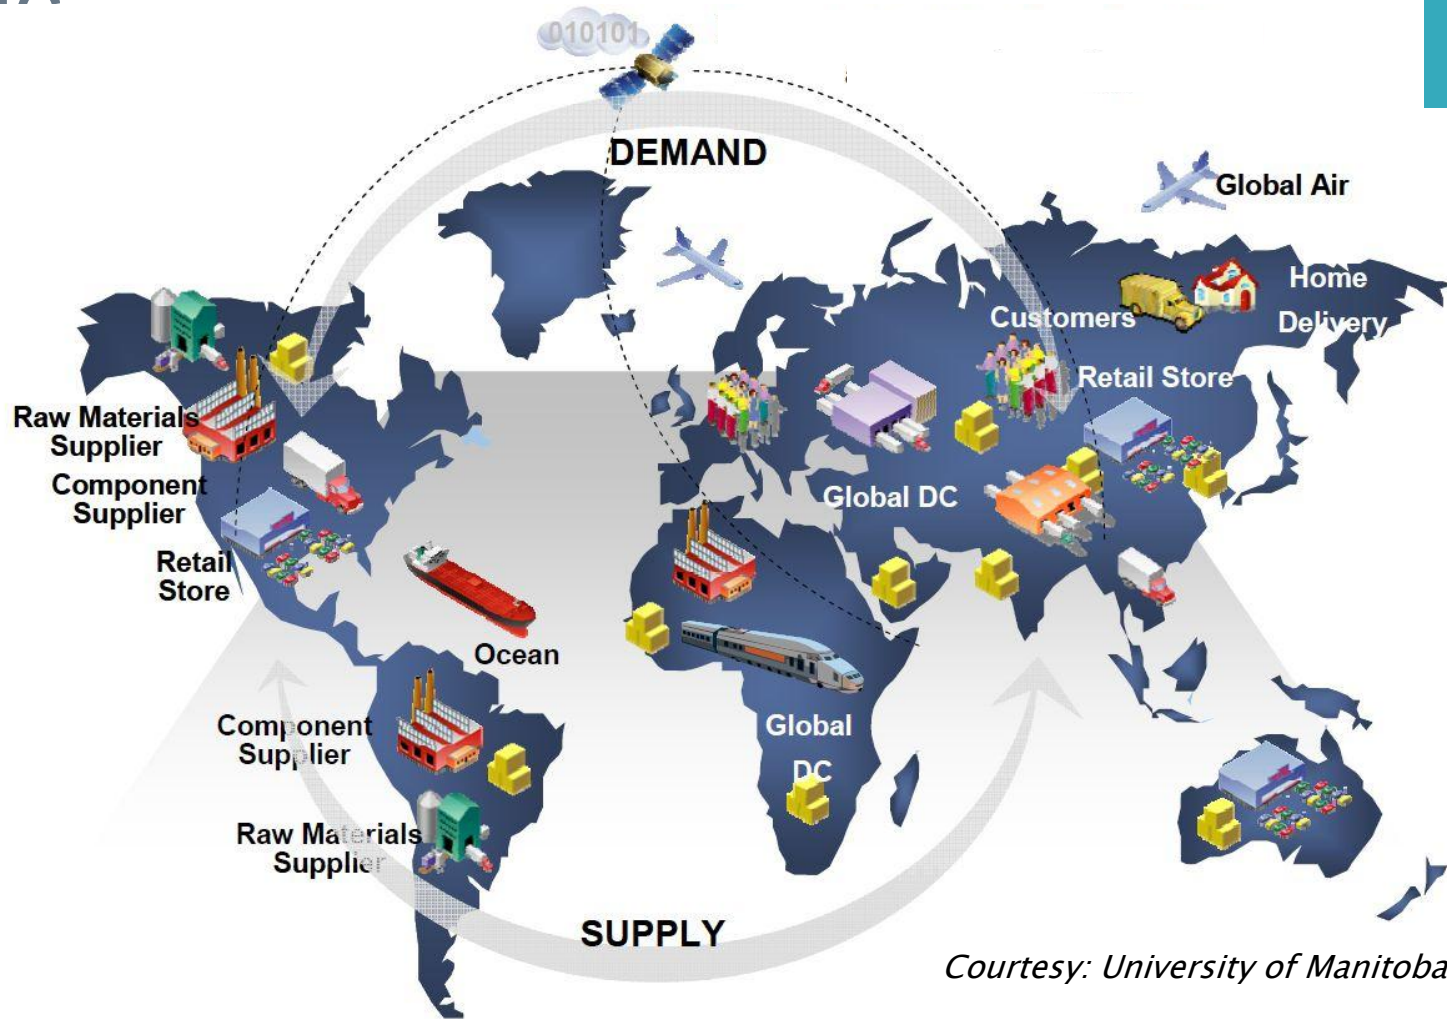 010101
DEMAND
Global Air
Home
Delivery
Customers
Retail Store
Raw Materials
Supplier
Component
Supplier
Global DC
Retail
Store
Ocean
Component
Supplier
Global
DC
Raw Materials
Supplier
SUPPLY
Courtesy: University of Manitoba